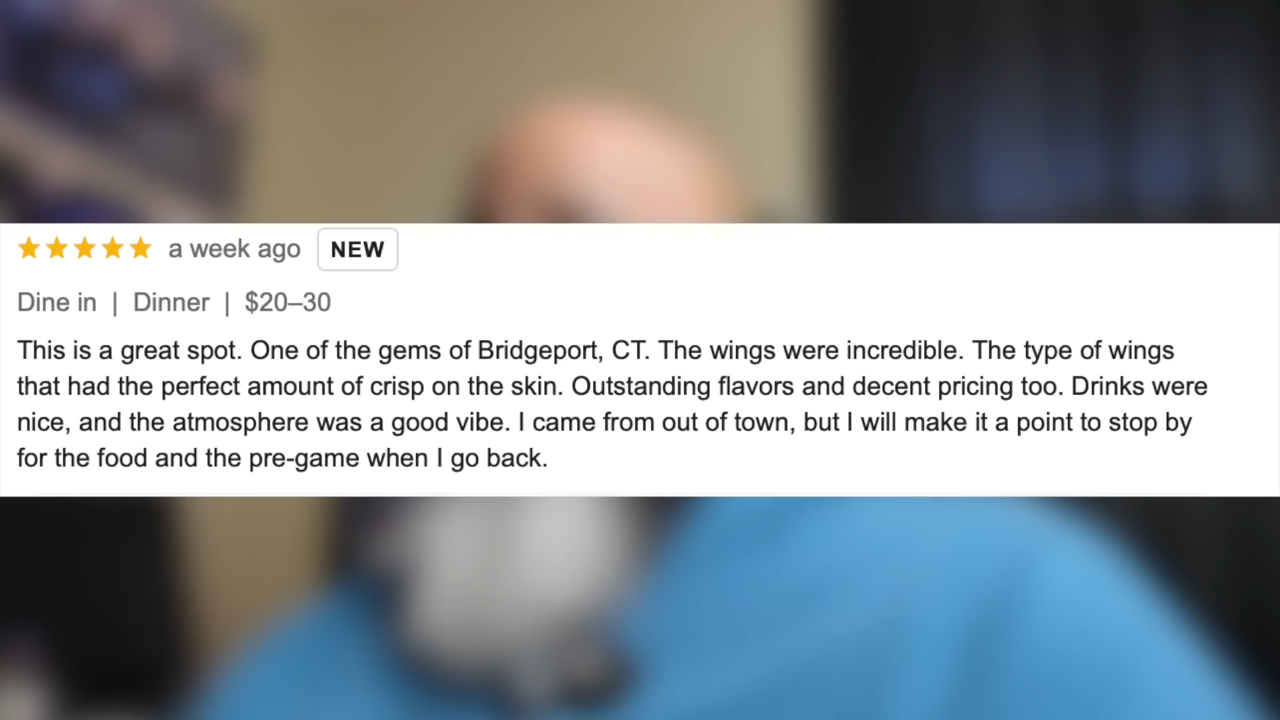 a week ago NEW
Dine in | Dinner | $20–30
This is a great spot. One of the gems of Bridgeport, CT. The wings were incredible. The type of wings
that had the perfect amount of crisp on the skin. Outstanding flavors and decent pricing too. Drinks were
nice, and the atmosphere was a good vibe. I came from out of town, but I will make it a point to stop by
for the food and the pre-game when I go back.